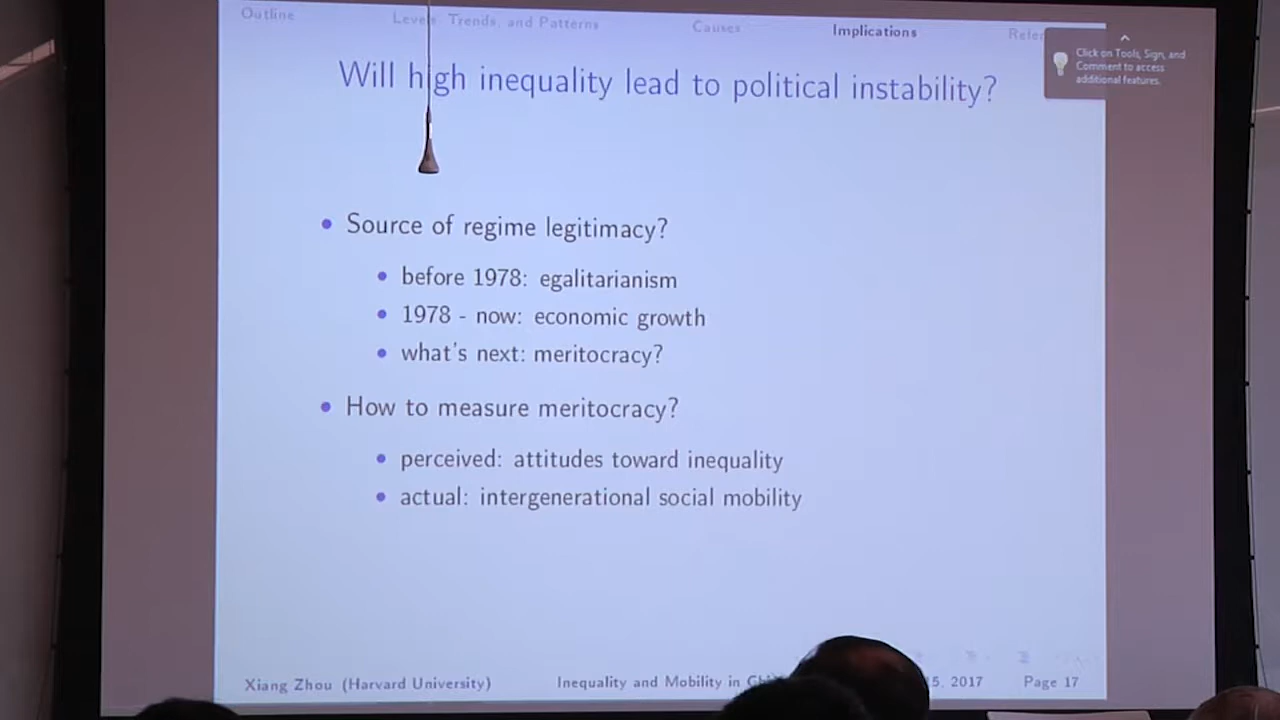 Outline
Levels, Trends, and Patterns
Causes
Implications
Click on Tools, Sign, and
Comment to access
additional features.
Will high inequality lead to political instability?
• Source of regime legitimacy?
• before 1978: egalitarianism
• 1978 - now: economic growth
• what's next: meritocracy?
• How to measure meritocracy?
• perceived: attitudes toward inequality
• actual: intergenerational social mobility
Xiang Zhou (Harvard University)
Inequality and Mobility in
5, 2017
Page 17